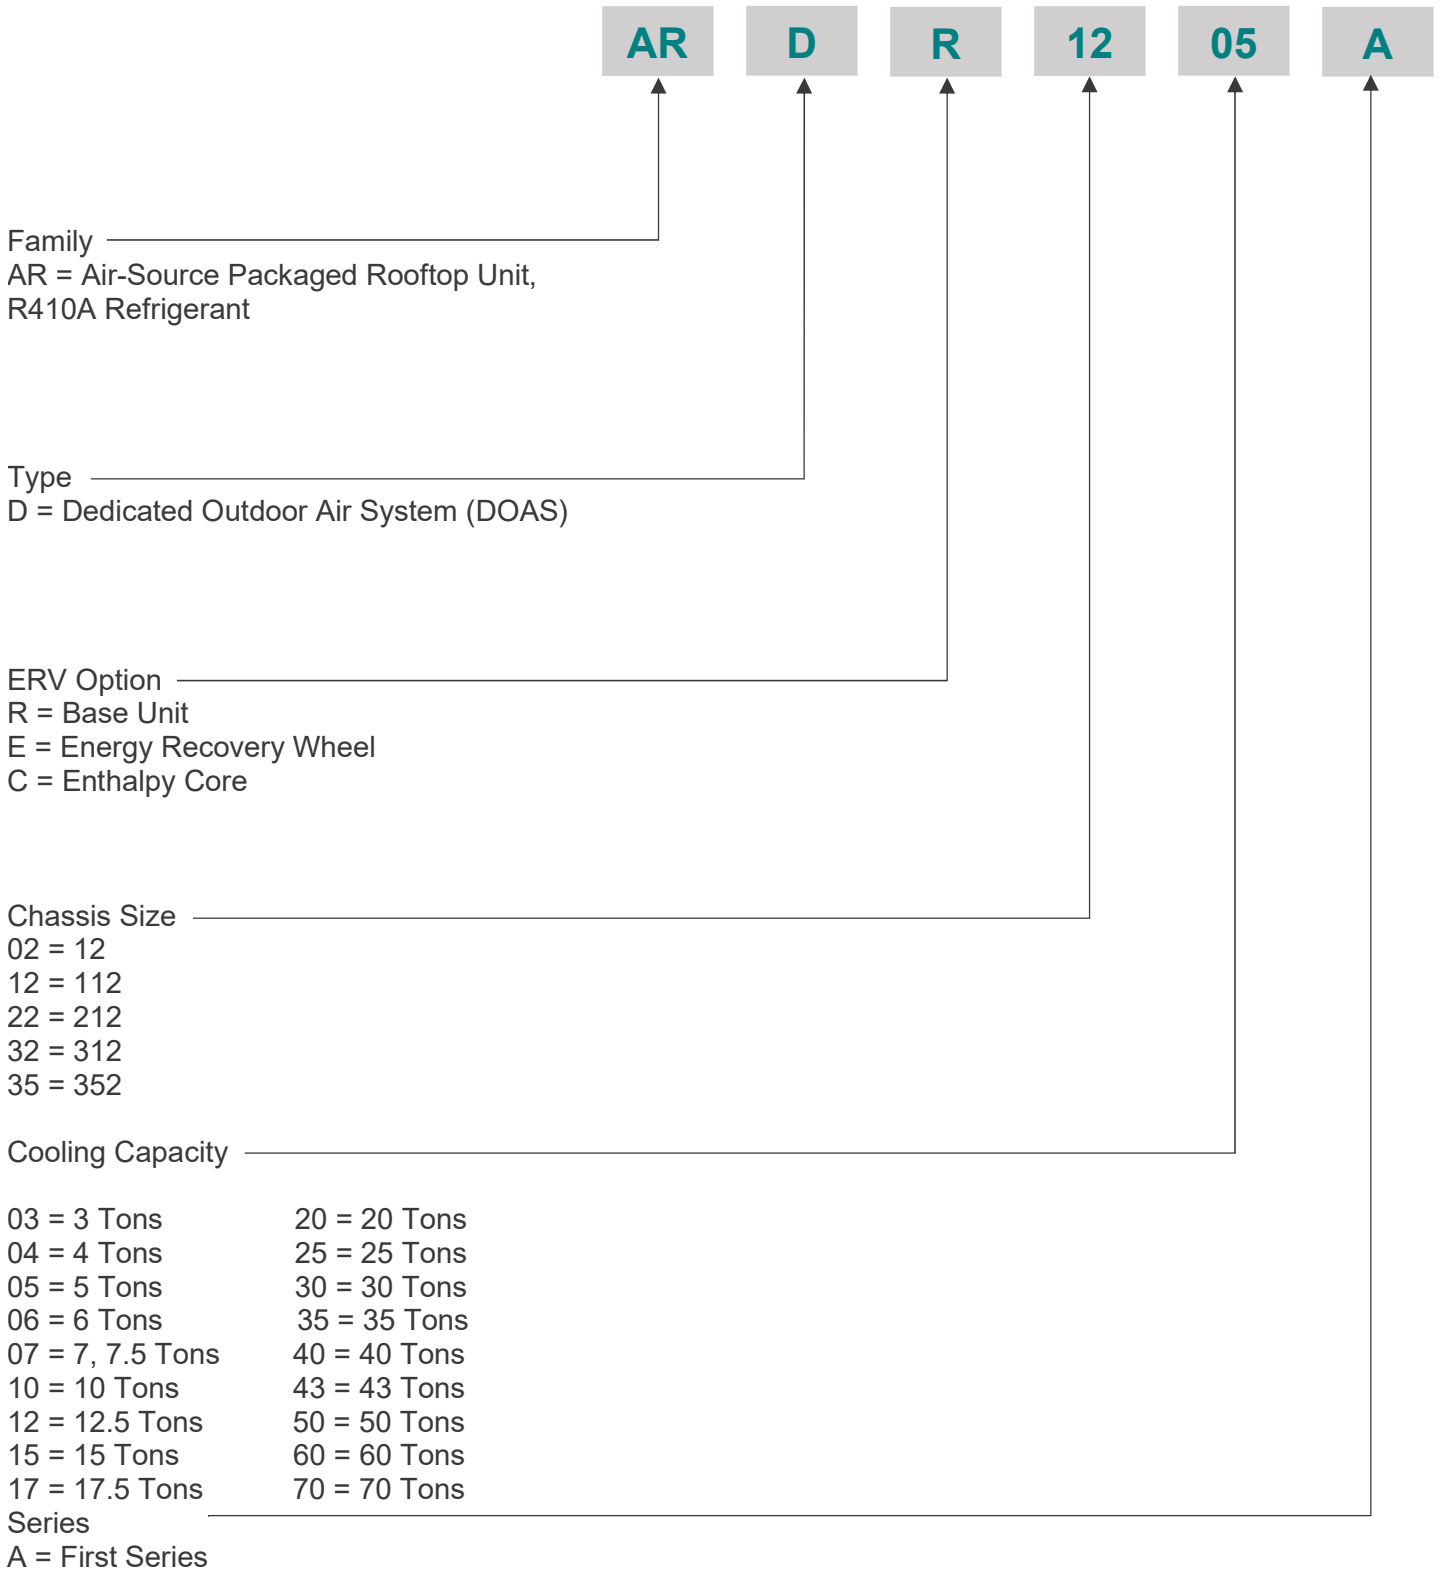 AR D R 12 05 A
Family
AR = Air-Source Packaged Rooftop Unit,
R410A Refrigerant
Type
D = Dedicated Outdoor Air System (DOAS)
ERV Option
R = Base Unit
E = Energy Recovery Wheel
C = Enthalpy Core
Chassis Size
02 = 12
12 = 112
22 = 212
32 = 312
35 = 352
Cooling Capacity
03 = 3 Tons 20 = 20 Tons
04 = 4 Tons 25 = 25 Tons
05 = 5 Tons 30 = 30 Tons
06 = 6 Tons 35 = 35 Tons
07 = 7, 7.5 Tons 40 = 40 Tons
10 = 10 Tons 43 = 43 Tons
12 = 12.5 Tons 50 = 50 Tons
15 = 15 Tons 60 = 60 Tons
17 = 17.5 Tons 70 = 70 Tons
Series
A = First Series